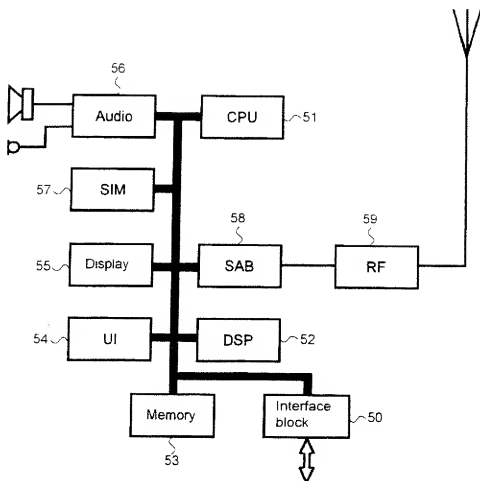 56
Audio
CPU
51
57
SIM
58
59
55
Display
SAB
RF
54
UI
DSP
52
Memory
Interface
block
50
53